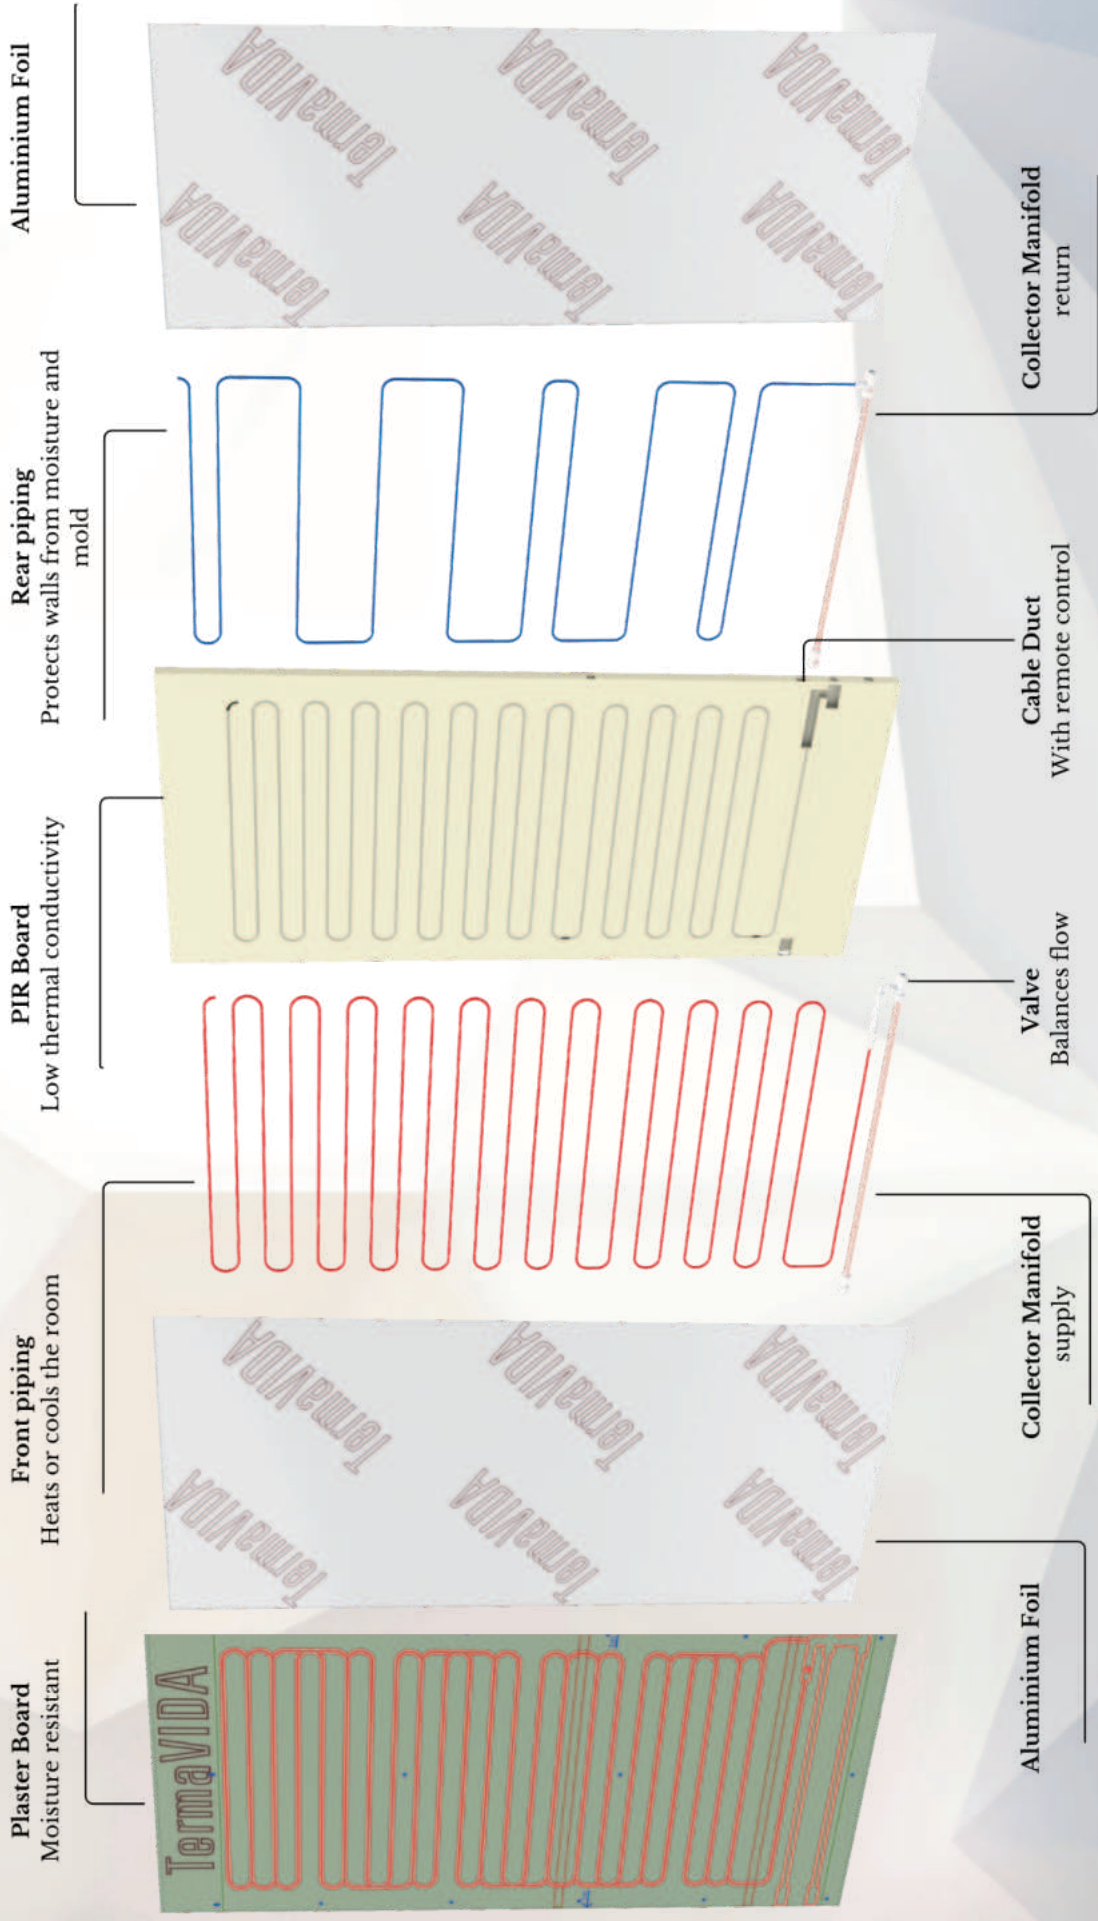 Plaster Board
Moisture resistant
Front piping
Heats or cools the room
PIR Board
Low thermal conductivity
Rear piping
Protects walls from moisture and
mold
Aluminium Foil
TermaVIDA
TermaVIDA
TermaVIDA
TermaVIDA
TermaVIDA
TermaVIDA
TermaVIDA
TermaVIDA
TermaVIDA
TermaVIDA
TermaVIDA
TermaVIDA
TermaVIDA
Aluminium Foil
Collector Manifold
supply
Valve
Balances flow
Cable Duct
With remote control
Collector Manifold
return